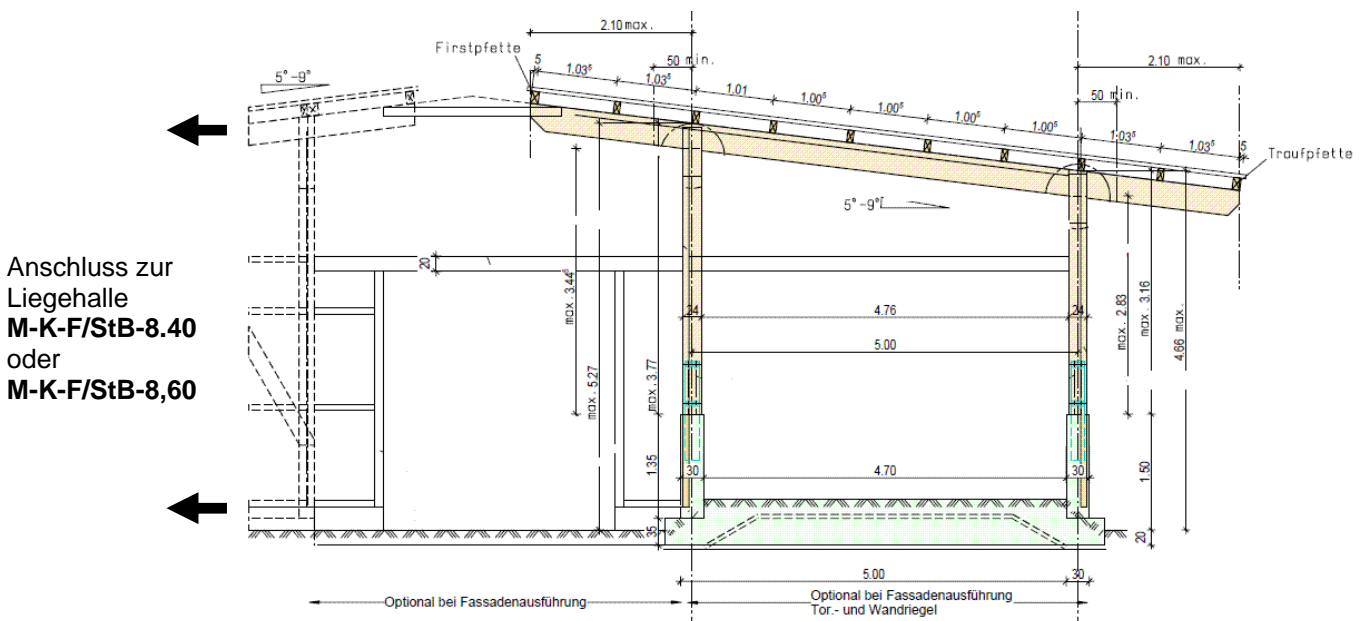 2.10 max.
Firstpfette
5°-9°
5
1.03⁵
1.03⁵
50 min.
1.01
1.00⁵
1.00⁵
1.00⁵
1.00⁵
1.03⁵
1.03⁵
5
2.10 max.
50 min.
Traufpfette
5°-9°
Anschluss zur
Liegehalle
M-K-F/StB-8.40
oder
M-K-F/StB-8,60
20
max. 3.44⁵
max. 5.27
max. 3.77
24
4.76
24
5.00
max. 2.83
max. 3.16
4.66 max.
1.35
30
4.70
30
1.50
35
20
5.00
30
Optional bei Fassadenausführung
Optional bei Fassadenausführung
Tor.- und Wandriegel